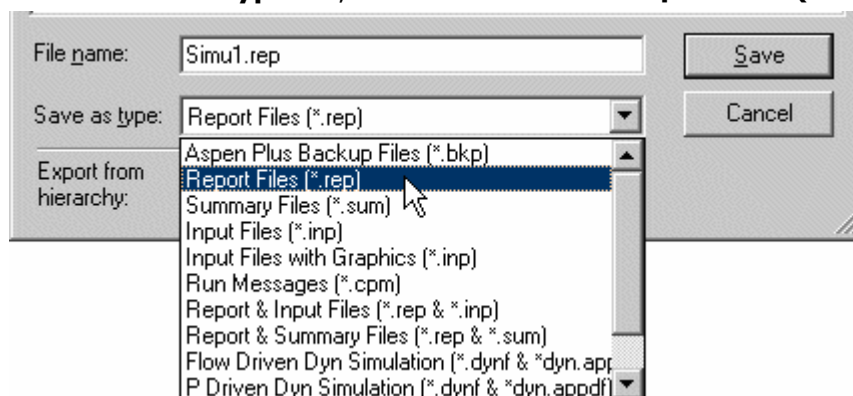 File name: Simu1.rep Save
Save as type: Report Files (*.rep) Cancel
Export from hierarchy:
Aspen Plus Backup Files (*.bkp)
Report Files (*.rep)
Summary Files (*.sum)
Input Files (*.inp)
Input Files with Graphics (*.inp)
Run Messages (*.cpm)
Report & Input Files (*.rep & *.inp)
Report & Summary Files (*.rep & *.sum)
Flow Driven Dyn Simulation (*.dynf & *dyn.app
P Driven Dyn Simulation (*.dynf & *dyn.appdf)